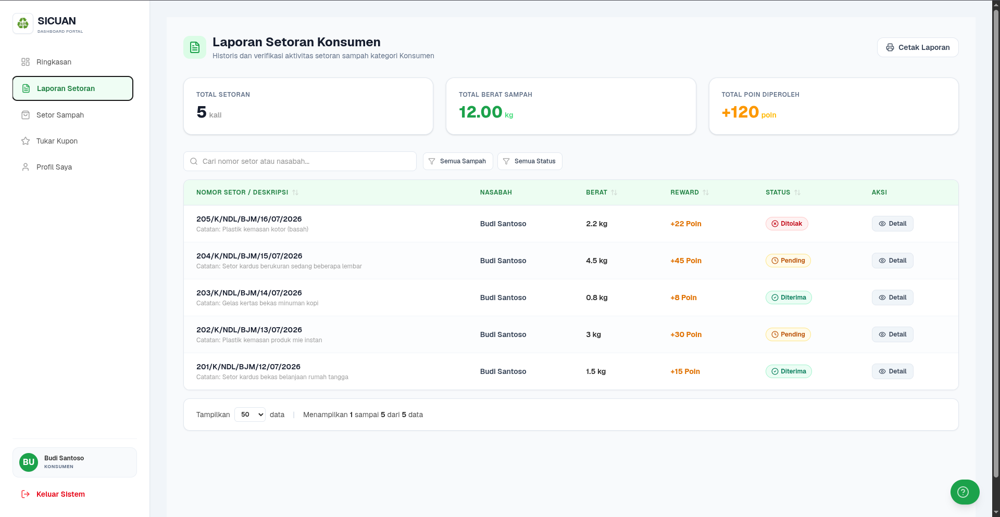 SICUAN
DASHBOARD PORTAL
Ringkasan
Laporan Setoran
Setor Sampah
Tukar Kupon
Profil Saya
Budi Santoso
BU
KONSUMEN
Keluar Sistem
Laporan Setoran Konsumen
Historis dan verifikasi aktivitas setoran sampah kategori Konsumen
Cetak Laporan
TOTAL SETORAN
5 kali
TOTAL BERAT SAMPAH
12.00 kg
TOTAL POIN DIPEROLEH
+120 poin
Cari nomor setor atau nasabah...
Semua Sampah
Semua Status
NOMOR SETOR / DESKRIPSI NASABAH BERAT REWARD STATUS AKSI
205/K/NDL/BJM/16/07/2026
Catatan: Plastik kemasan kotor (basah)
Budi Santoso 2.2 kg +22 Poin Ditolak Detail
204/K/NDL/BJM/15/07/2026
Catatan: Setor kardus berukuran sedang beberapa lembar
Budi Santoso 4.5 kg +45 Poin Pending Detail
203/K/NDL/BJM/14/07/2026
Catatan: Gelas kertas bekas minuman kopi
Budi Santoso 0.8 kg +8 Poin Diterima Detail
202/K/NDL/BJM/13/07/2026
Catatan: Plastik kemasan produk mie instan
Budi Santoso 3 kg +30 Poin Pending Detail
201/K/NDL/BJM/12/07/2026
Catatan: Setor kardus bekas belanjaan rumah tangga
Budi Santoso 1.5 kg +15 Poin Diterima Detail
Tampilkan 50 data | Menampilkan 1 sampai 5 dari 5 data